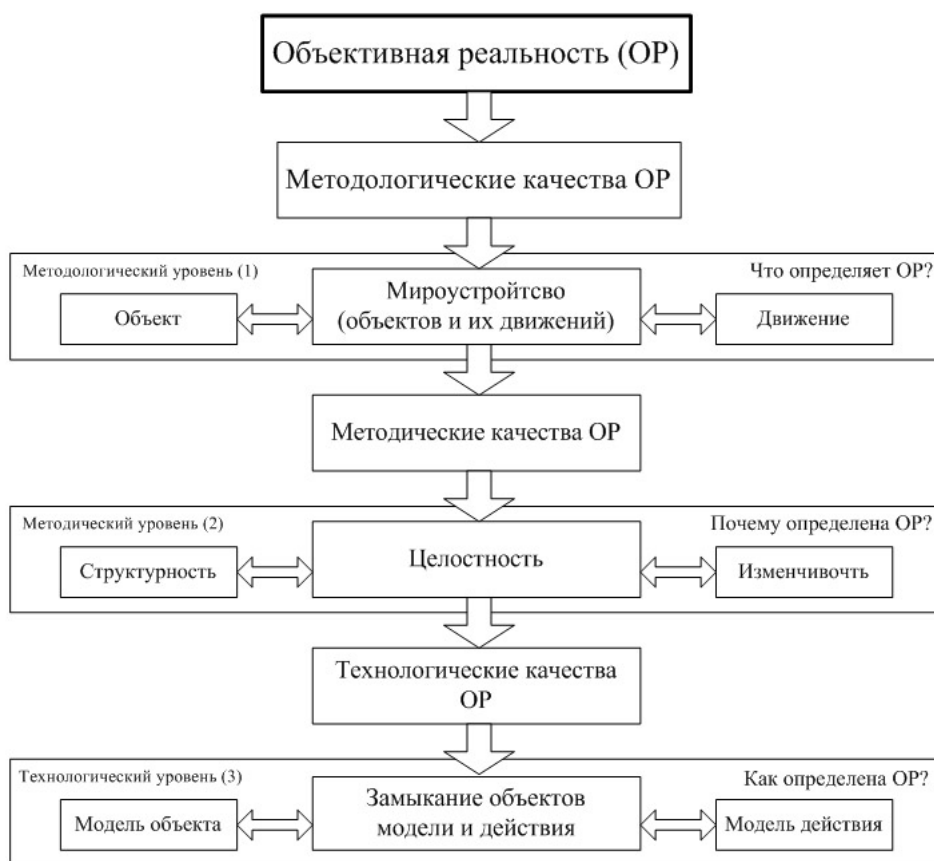 Объективная реальность (ОР)
Методологические качества ОР
Методологический уровень (1)
Что определяет ОР?
Объект
Мироустройтсво
(объектов и их движений)
Движение
Методические качества ОР
Методический уровень (2)
Почему определена ОР?
Структурность
Целостность
Изменчивочть
Технологические качества
ОР
Технологический уровень (3)
Как определена ОР?
Модель объекта
Замыкание объектов
модели и действия
Модель действия